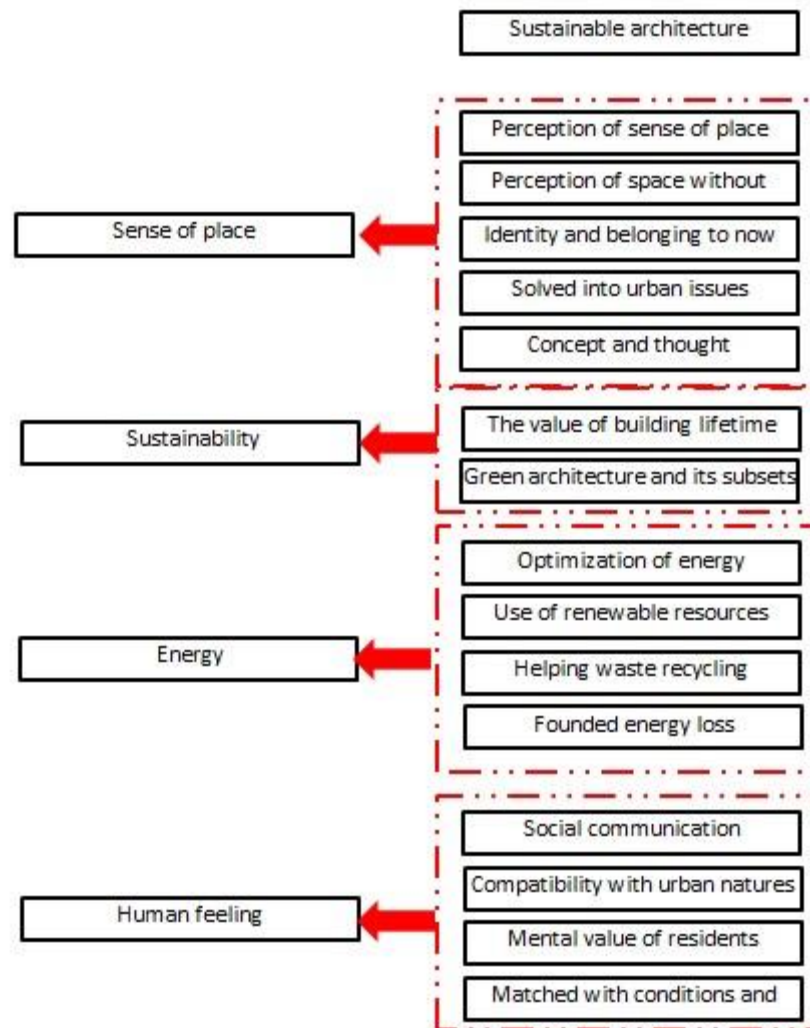 Sustainable architecture
Perception of sense of place
Perception of space without
Sense of place
Identity and belonging to now
Solved into urban issues
Concept and thought
The value of building lifetime
Sustainability
Green architecture and its subsets
Optimization of energy
Use of renewable resources
Energy
Helping waste recycling
Founded energy loss
Social communication
Compatibility with urban natures
Human feeling
Mental value of residents
Matched with conditions and